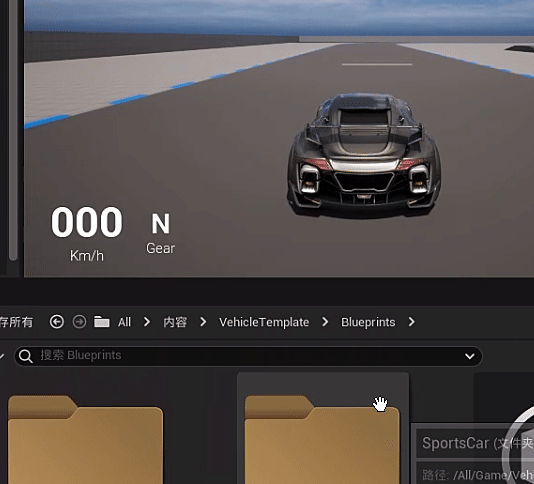 000 N
Km/h Gear
存所有 All > 内容 > VehicleTemplate > Blueprints >
搜索 Blueprints
SportsCar (文件夹
路径: /All/Game/Veh